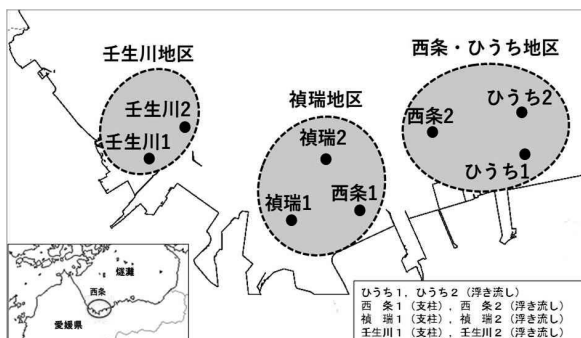 壬生川地区
西条・ひうち地区
禎瑞地区
壬生川2
壬生川1
禎瑞2
禎瑞1
西条1
西条2
ひうち2
ひうち1
西条
燧灘
愛媛県
ひうち1，ひうち2（浮き流し）
西 条1（支柱），西 条2（浮き流し）
禎 瑞1（支柱），禎 瑞2（浮き流し）
壬生川1（支柱），壬生川2（浮き流し）